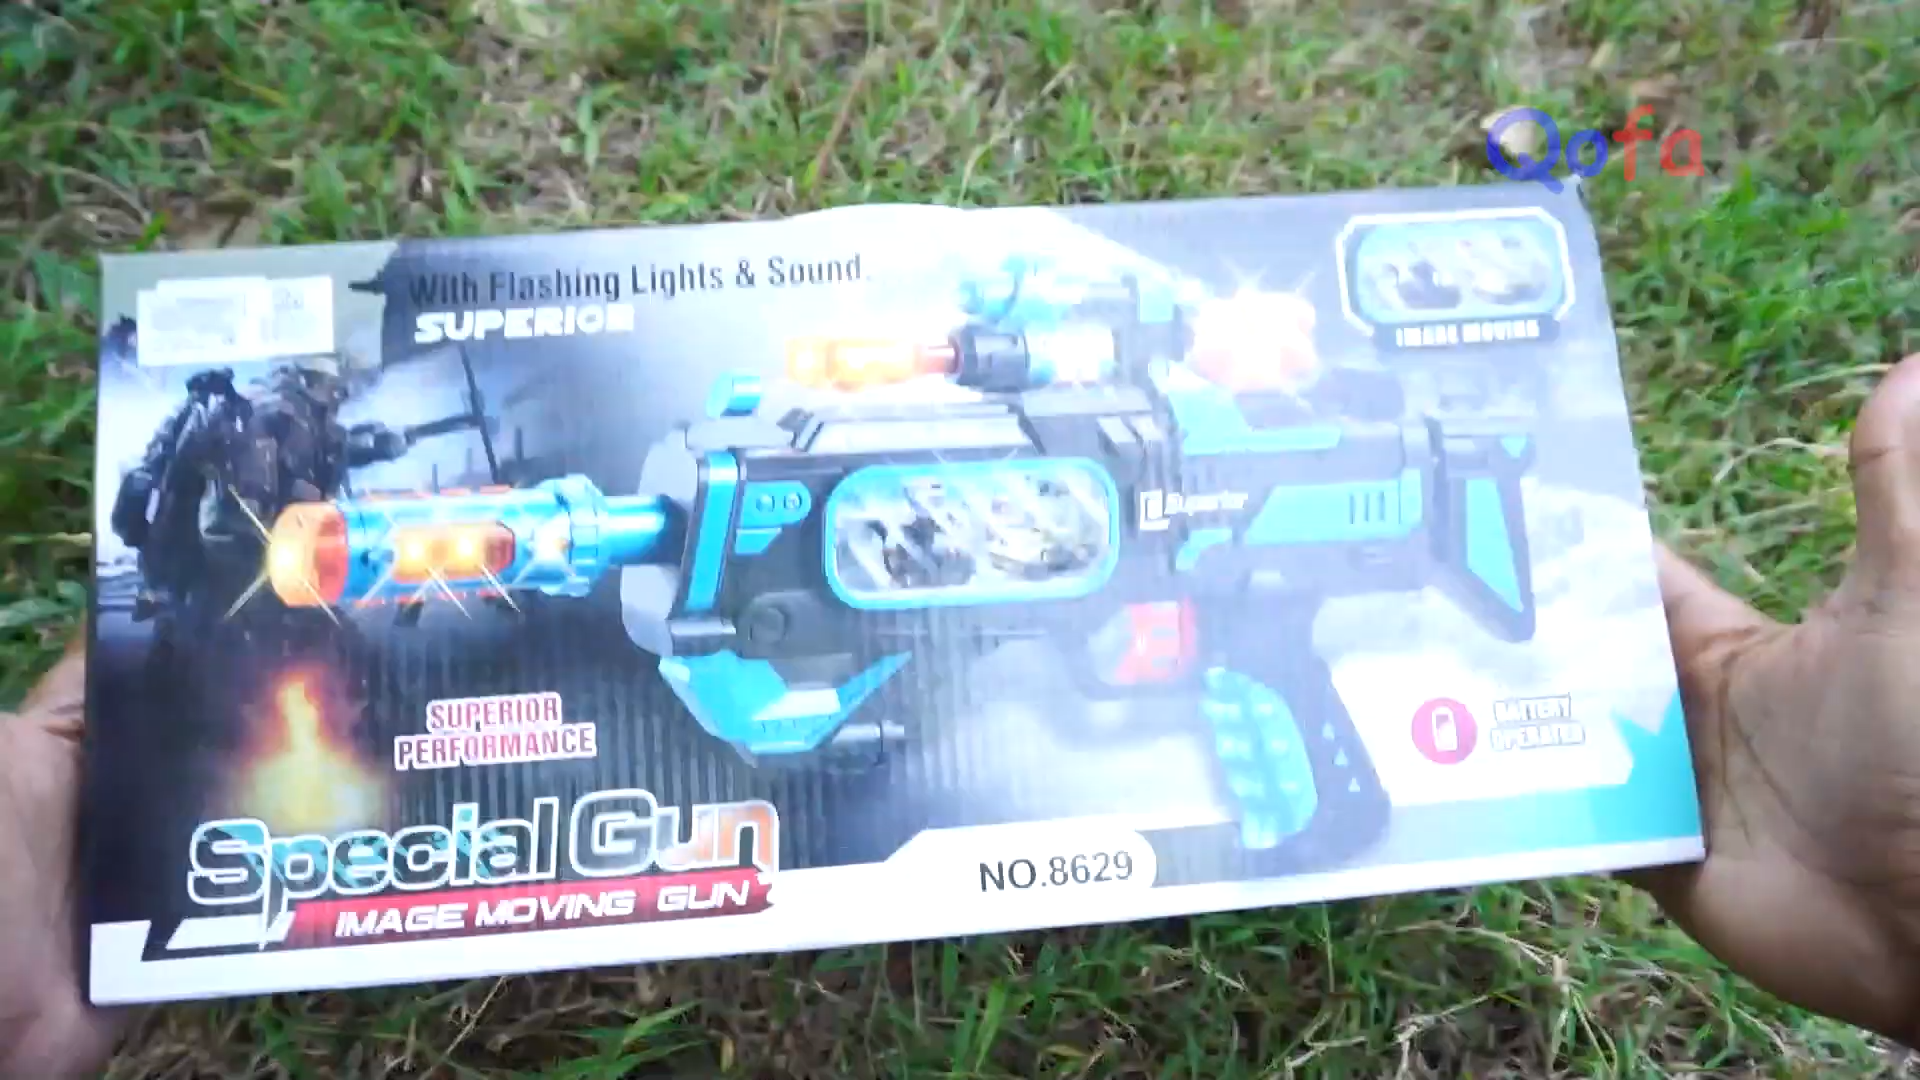 Qofa
With Flashing Lights & Sound.
SUPERIOR
IMAGE MOVING
Superior
SUPERIOR
PERFORMANCE
BATTERY
OPERATED
Special Gun
IMAGE MOVING GUN
NO.8629